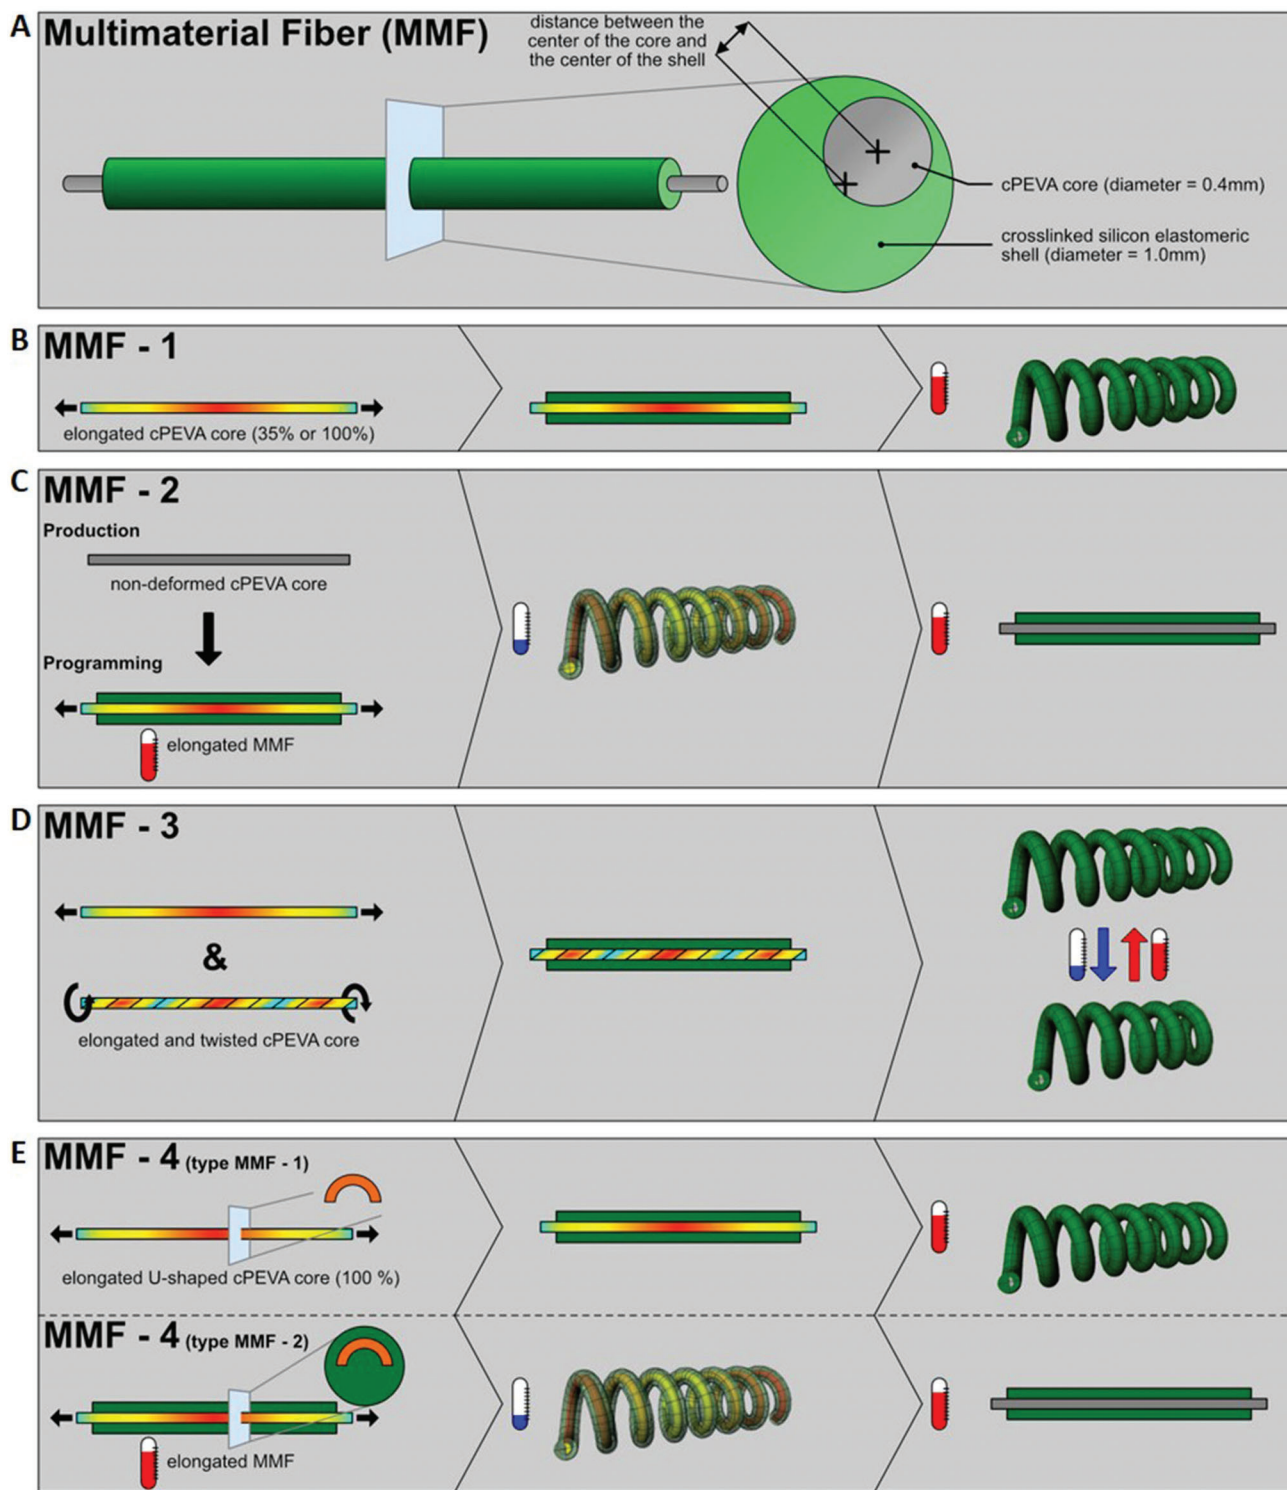 A
Multimaterial Fiber (MMF)
distance between the
center of the core and
the center of the shell
cPEVA core (diameter = 0.4mm)
crosslinked silicon elastomeric
shell (diameter = 1.0mm)
B
MMF - 1
elongated cPEVA core (35% or 100%)
C
MMF - 2
Production
non-deformed cPEVA core
Programming
elongated MMF
D
MMF - 3
&
elongated and twisted cPEVA core
E
MMF - 4 (type MMF - 1)
elongated U-shaped cPEVA core (100 %)
MMF - 4 (type MMF - 2)
elongated MMF